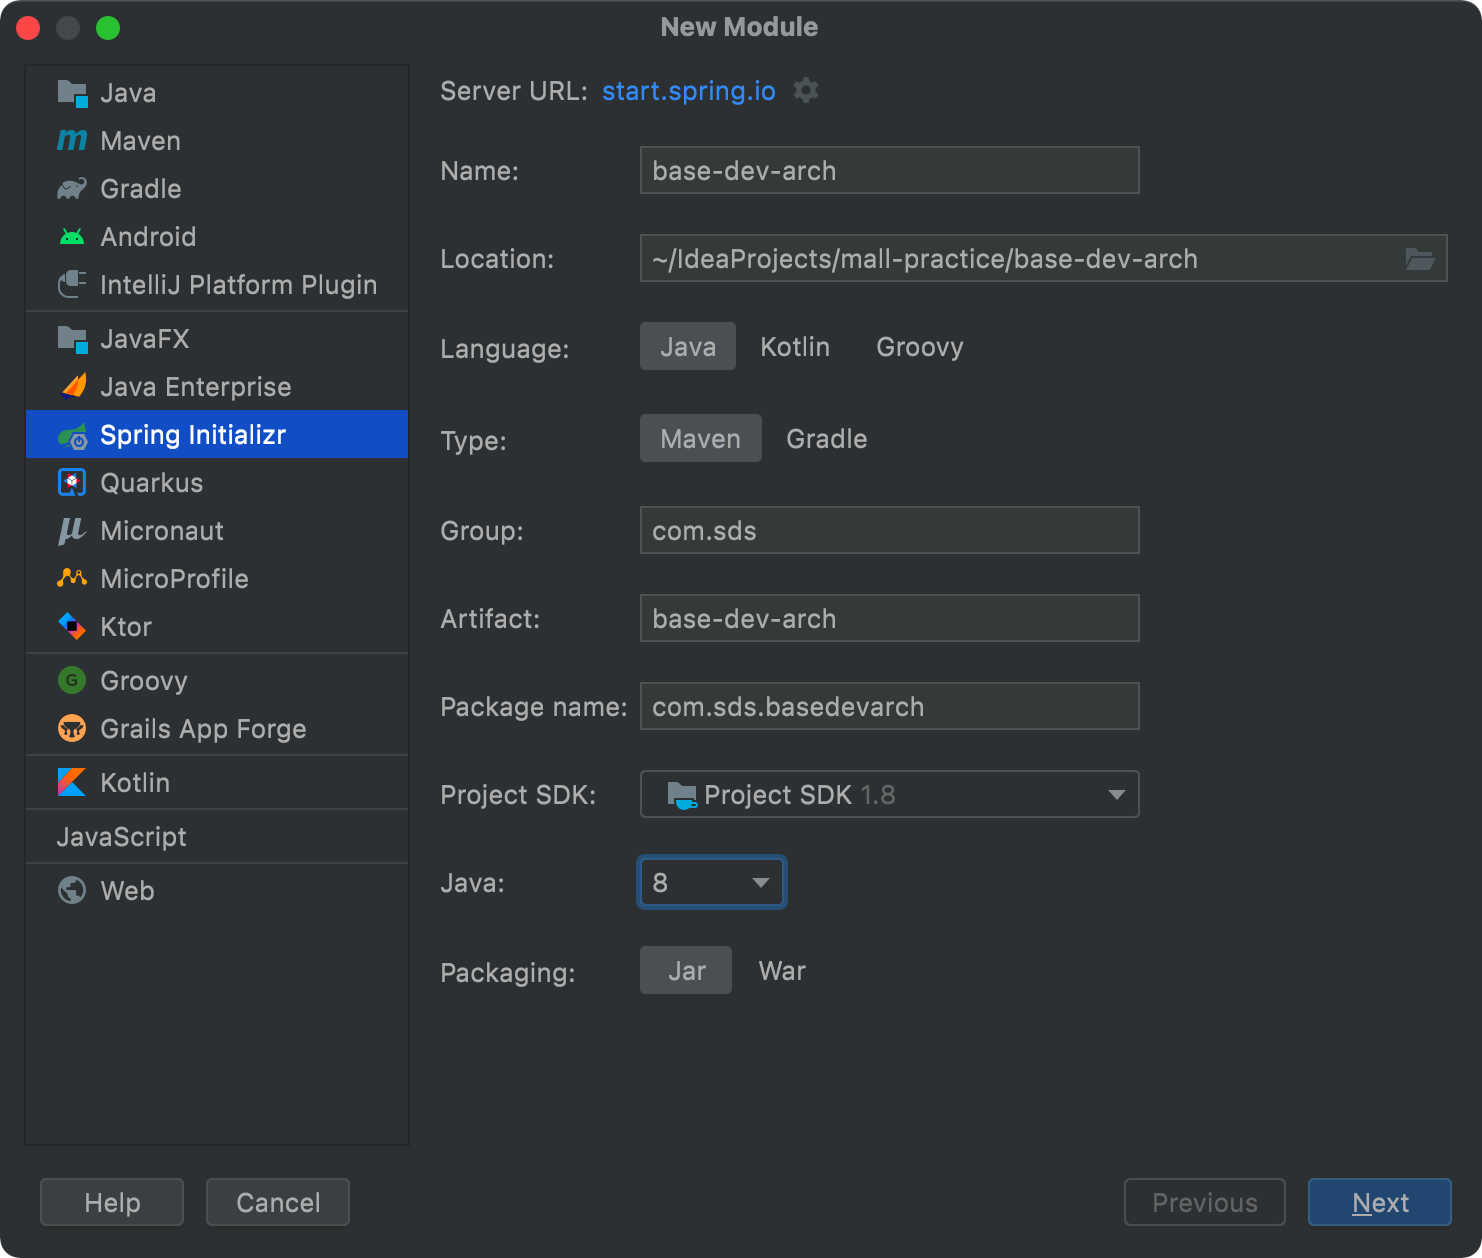 New Module
Java
Maven
Gradle
Android
IntelliJ Platform Plugin
JavaFX
Java Enterprise
Spring Initializr
Quarkus
Micronaut
MicroProfile
Ktor
Groovy
Grails App Forge
Kotlin
JavaScript
Web
Server URL: start.spring.io
Name: base-dev-arch
Location: ~/IdeaProjects/mall-practice/base-dev-arch
Language: Java Kotlin Groovy
Type: Maven Gradle
Group: com.sds
Artifact: base-dev-arch
Package name: com.sds.basedevarch
Project SDK: Project SDK 1.8
Java: 8
Packaging: Jar War
Help Cancel Previous Next